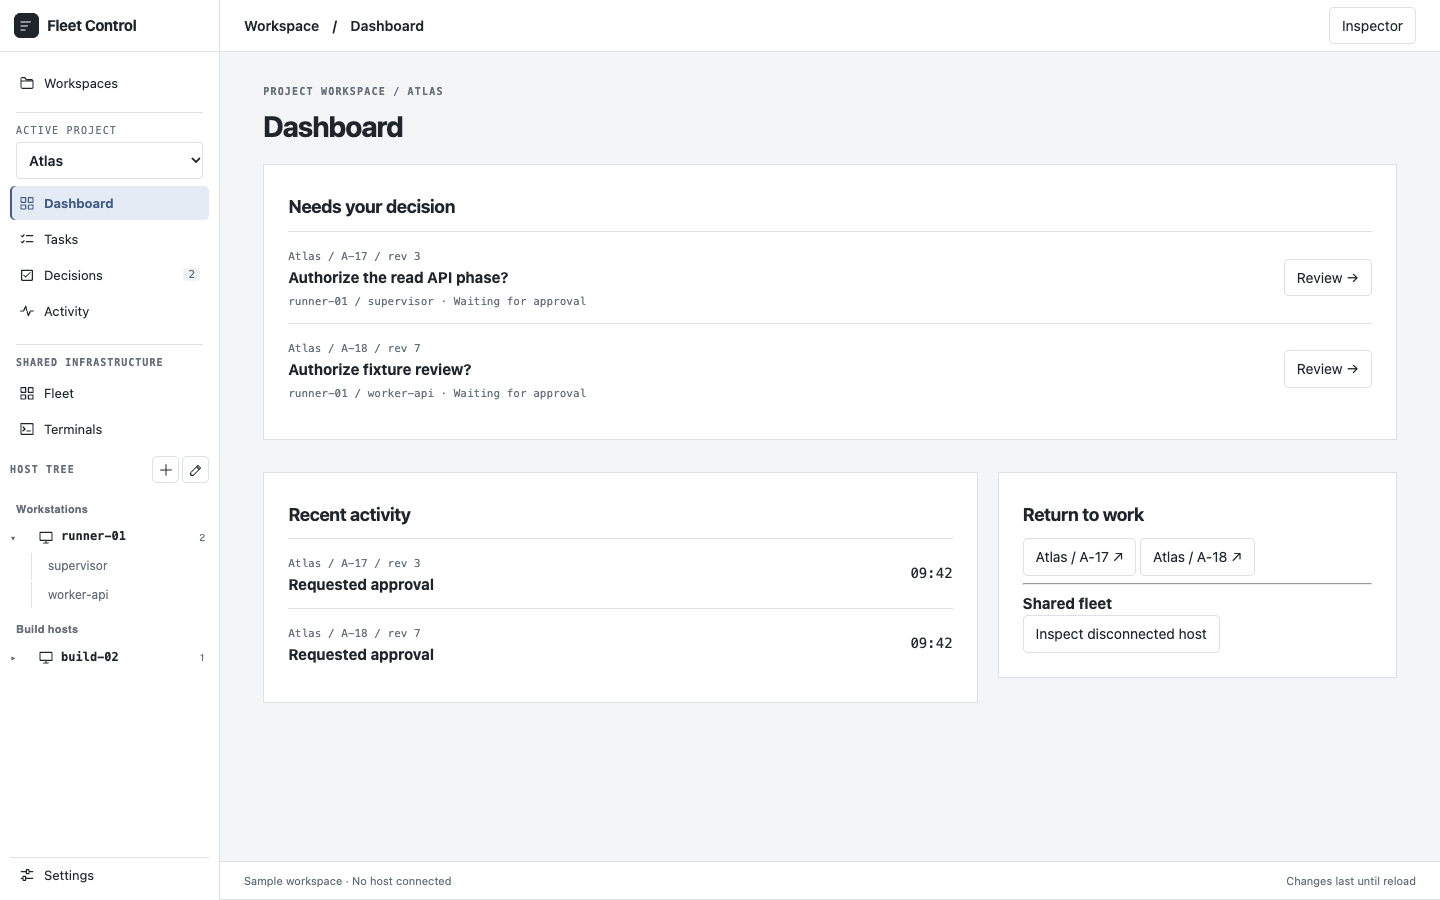 Fleet Control
Workspace / Dashboard
Inspector
Workspaces
ACTIVE PROJECT
Atlas
Dashboard
Tasks
Decisions 2
Activity
SHARED INFRASTRUCTURE
Fleet
Terminals
HOST TREE
Workstations
runner-01 2
supervisor
worker-api
Build hosts
build-02 1
Settings
PROJECT WORKSPACE / ATLAS
Dashboard
Needs your decision
Atlas / A-17 / rev 3
Authorize the read API phase?
runner-01 / supervisor · Waiting for approval
Review →
Atlas / A-18 / rev 7
Authorize fixture review?
runner-01 / worker-api · Waiting for approval
Review →
Recent activity
Atlas / A-17 / rev 3
Requested approval
09:42
Atlas / A-18 / rev 7
Requested approval
09:42
Return to work
Atlas / A-17 ↗ Atlas / A-18 ↗
Shared fleet
Inspect disconnected host
Sample workspace · No host connected
Changes last until reload